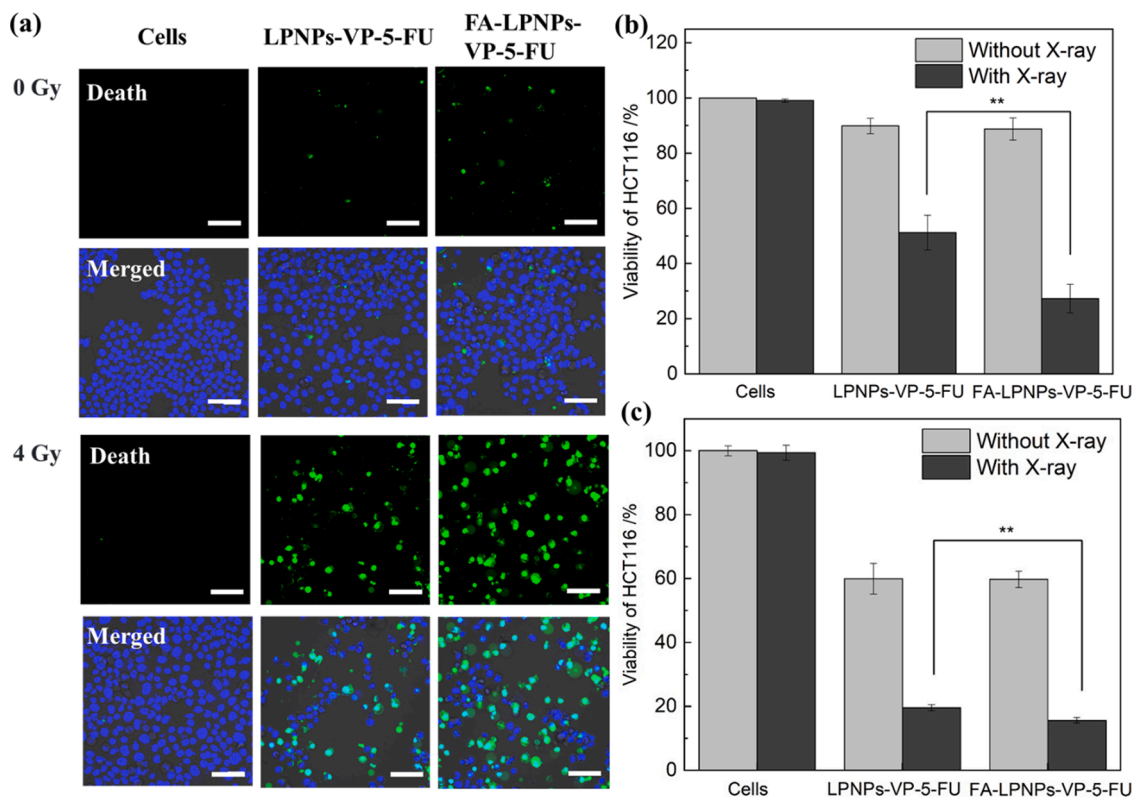 (a)
Cells
LPNPs-VP-5-FU
FA-LPNPs-
VP-5-FU
0 Gy
Death
Merged
4 Gy
Death
Merged
(b)
120
100
80
60
40
20
0
Viability of HCT116 /%
Without X-ray
With X-ray
**
Cells
LPNPs-VP-5-FU
FA-LPNPs-VP-5-FU
(c)
100
80
60
40
20
0
Viability of HCT116 /%
Without X-ray
With X-ray
**
Cells
LPNPs-VP-5-FU
FA-LPNPs-VP-5-FU